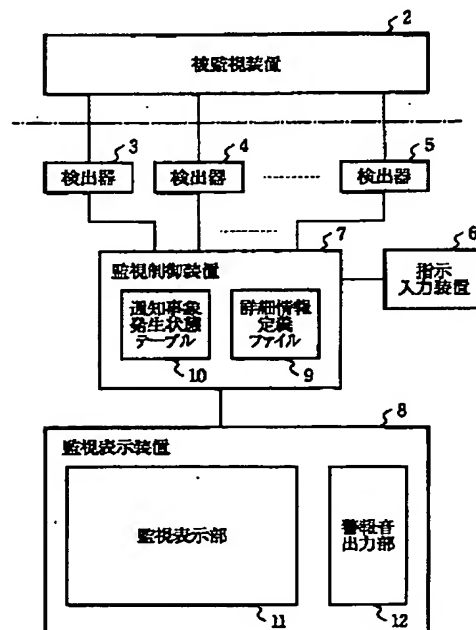 2
被監視装置
3
4
5
検出器
検出器
検出器
7
6
監視制御装置
指示
入力装置
通知事象
発生状態
テーブル
詳細情報
定義
ファイル
10
9
8
監視表示装置
監視表示部
警報音
出力部
11
12